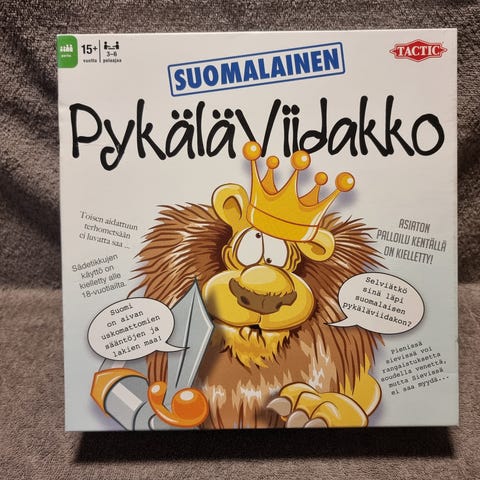 15+
vuotta
3-6
pelaajaa
TACTIC
SUOMALAINEN
PykäläViidakko
Toisen aidattuun
terhometsään
ei luvatta saa ...
Sädetikkujen
käyttö on
kielletty alle
18-vuotiailta.
ASIATON
PALLOILU KENTÄLLÄ
ON KIELLETTY!
Suomi
on aivan
uskomattomien
sääntöjen ja
lakien maa!
Selviätkö
sinä läpi
suomalaisen
pykäläviidakon?
Pienissä
sievissä voi
rangaistuksetta
soudella venettä,
mutta Sievissä
ei saa myydä...